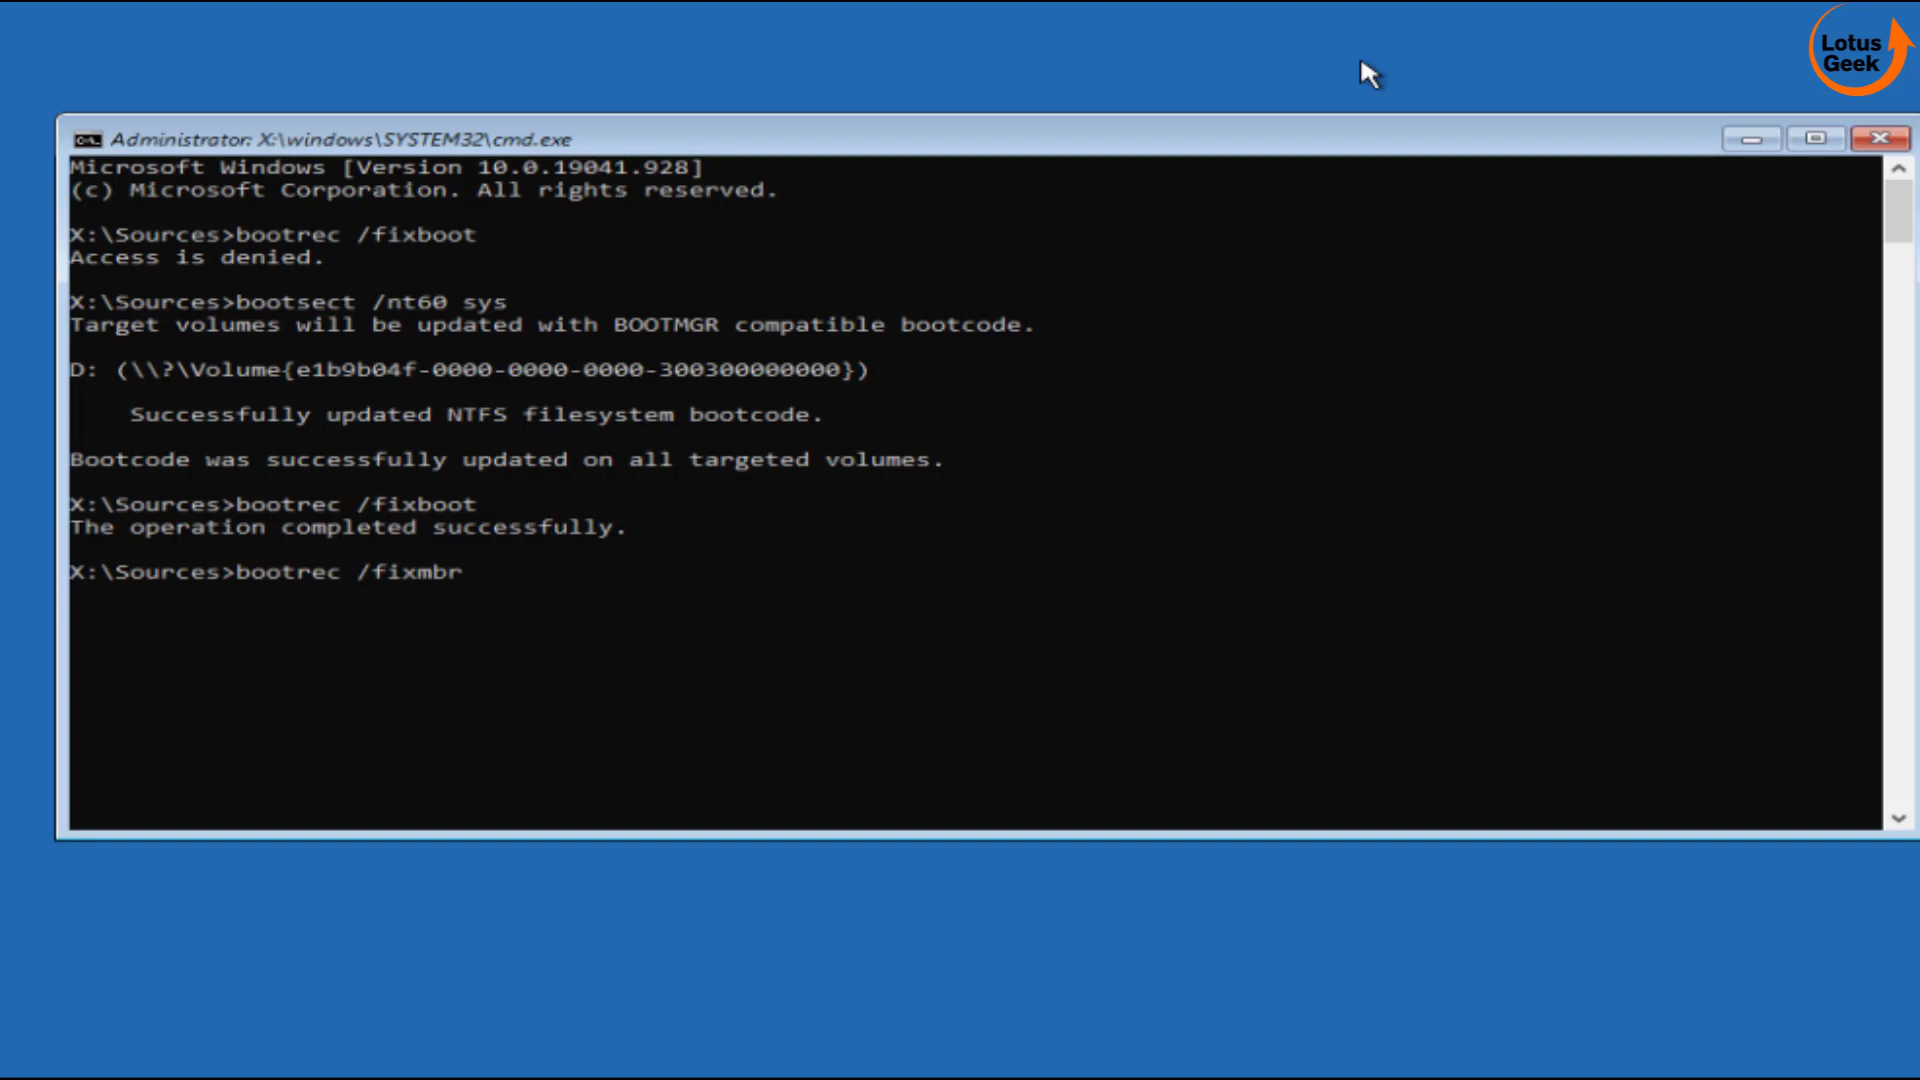 Lotus
Geek
Administrator: X:\windows\SYSTEM32\cmd.exe
Microsoft Windows [Version 10.0.19041.928]
(c) Microsoft Corporation. All rights reserved.
X:\Sources>bootrec /fixboot
Access is denied.
X:\Sources>bootsect /nt60 sys
Target volumes will be updated with BOOTMGR compatible bootcode.
D: (\\?\Volume{e1b9b04f-0000-0000-0000-300300000000})
Successfully updated NTFS filesystem bootcode.
Bootcode was successfully updated on all targeted volumes.
X:\Sources>bootrec /fixboot
The operation completed successfully.
X:\Sources>bootrec /fixmbr